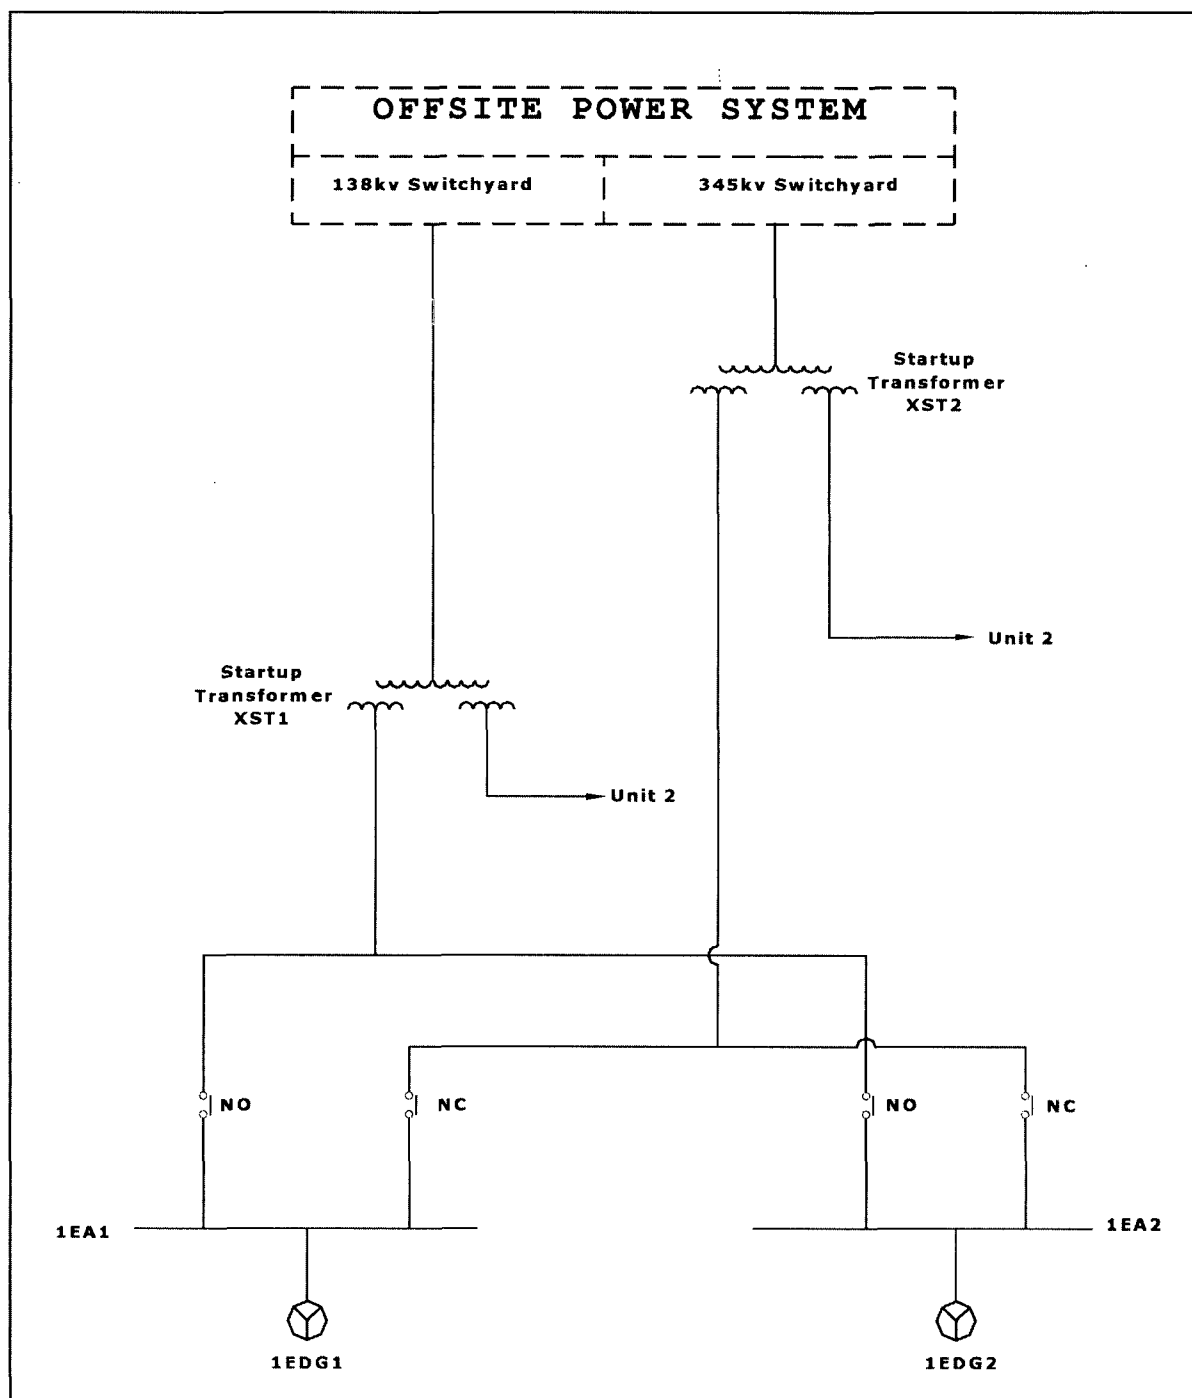 OFFSITE POWER SYSTEM
138kv Switchyard
345kv Switchyard
Startup
Transformer
XST2
Unit 2
Startup
Transformer
XST1
Unit 2
NO
NC
NO
NC
1EA1
1EA2
1EDG1
1EDG2